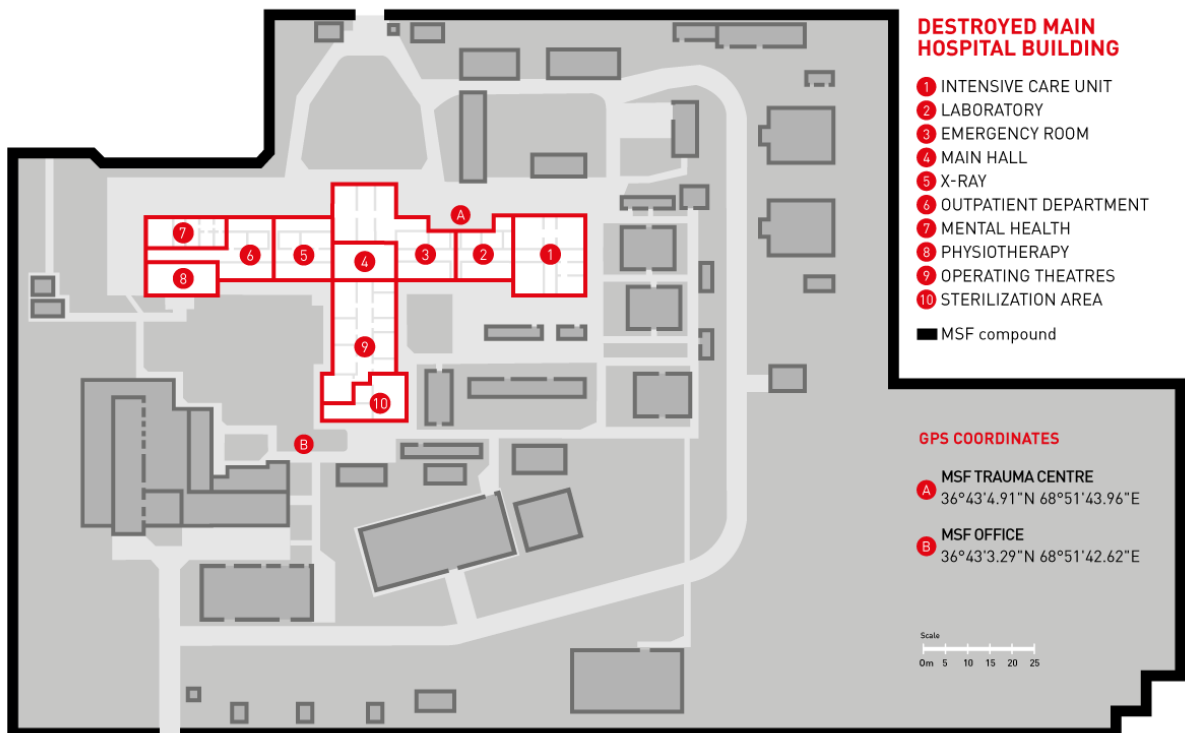 DESTROYED MAIN
HOSPITAL BUILDING
1 INTENSIVE CARE UNIT
2 LABORATORY
3 EMERGENCY ROOM
4 MAIN HALL
5 X-RAY
6 OUTPATIENT DEPARTMENT
7 MENTAL HEALTH
8 PHYSIOTHERAPY
9 OPERATING THEATRES
10 STERILIZATION AREA
MSF compound
A
7
6
5
4
3
2
1
8
9
10
B
GPS COORDINATES
A MSF TRAUMA CENTRE
36°43'4.91"N 68°51'43.96"E
B MSF OFFICE
36°43'3.29"N 68°51'42.62"E
Scale
0m 5 10 15 20 25